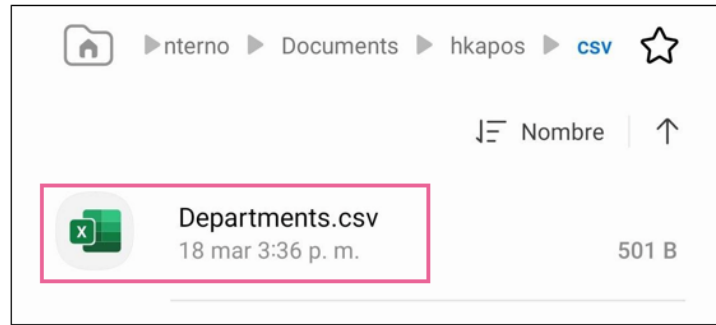 nterno Documents hkapos csv
Nombre
Departments.csv
18 mar 3:36 p. m.
501 B